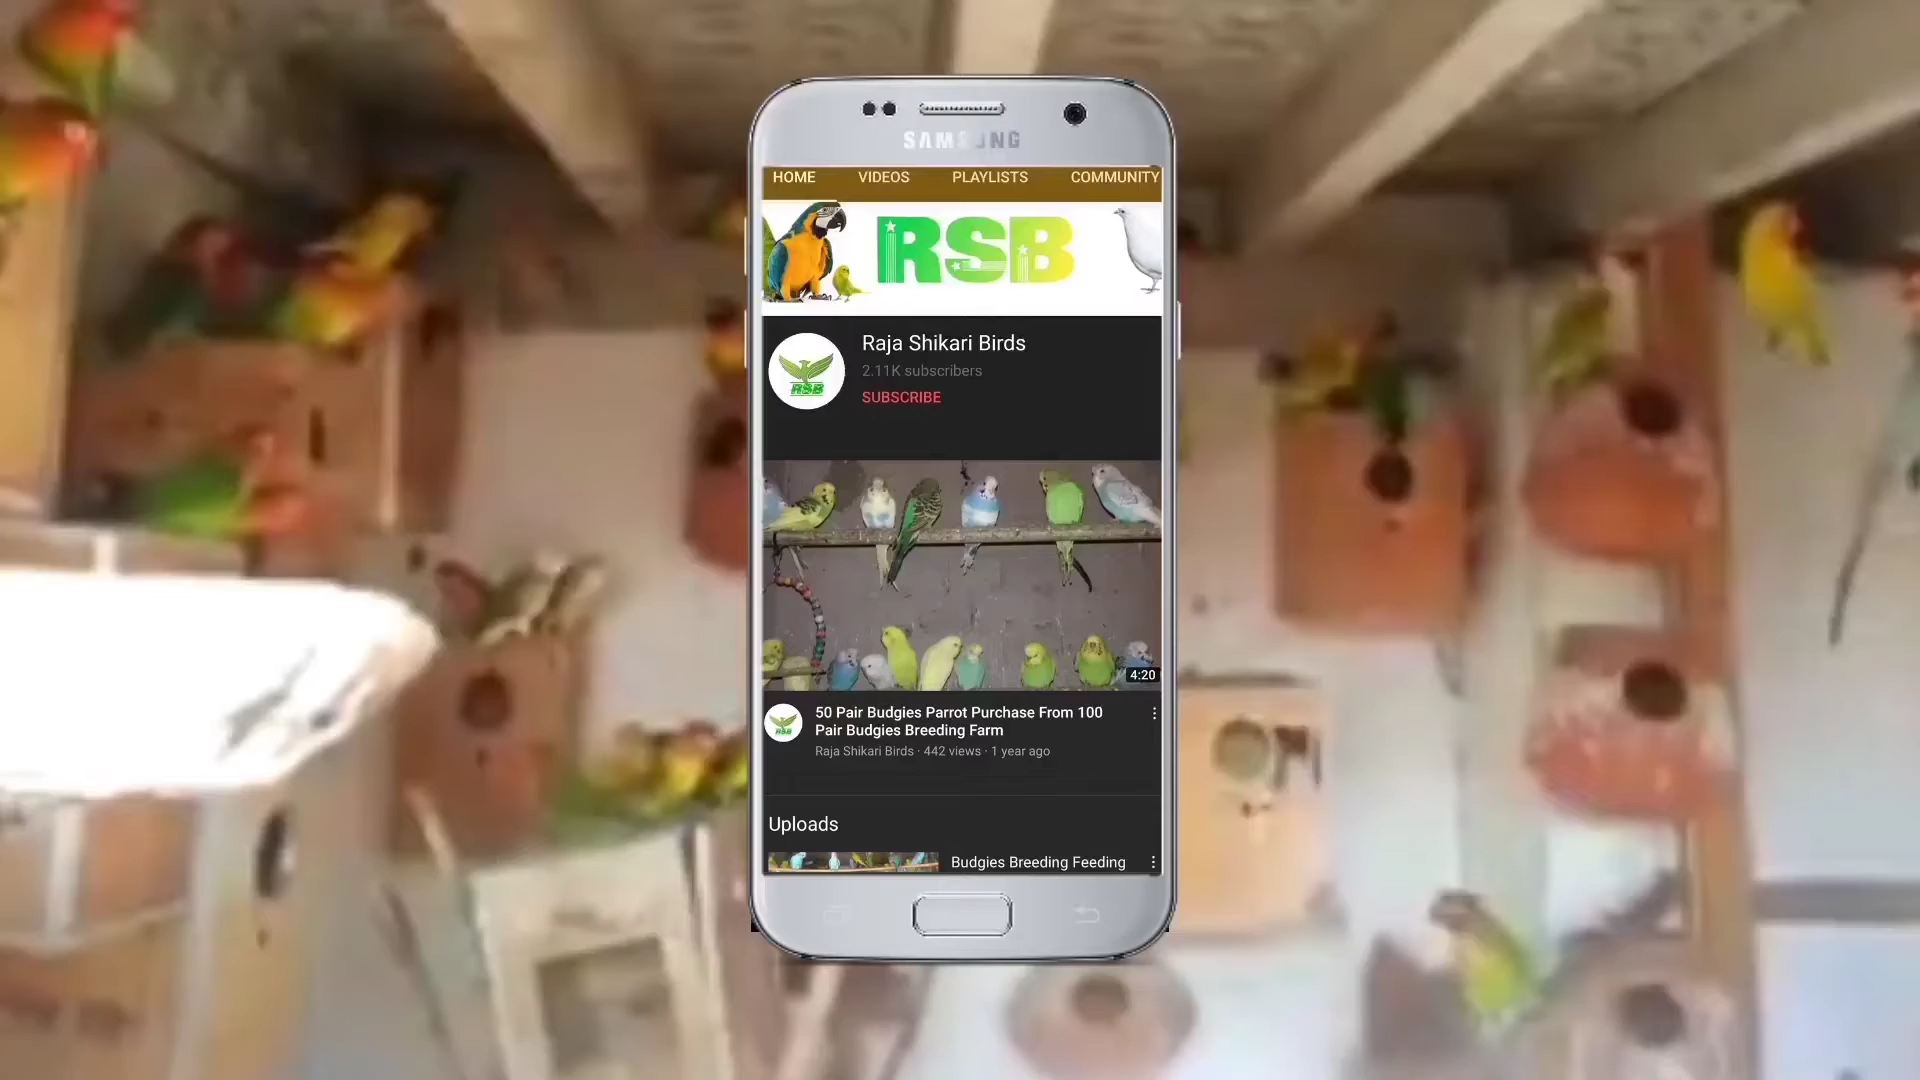 SAMSUNG
HOME VIDEOS PLAYLISTS COMMUNITY
RSB
Raja Shikari Birds
2.11K subscribers
RSB
SUBSCRIBE
4:20
50 Pair Budgies Parrot Purchase From 100
Pair Budgies Breeding Farm
RSB
Raja Shikari Birds · 442 views · 1 year ago
Uploads
Budgies Breeding Feeding